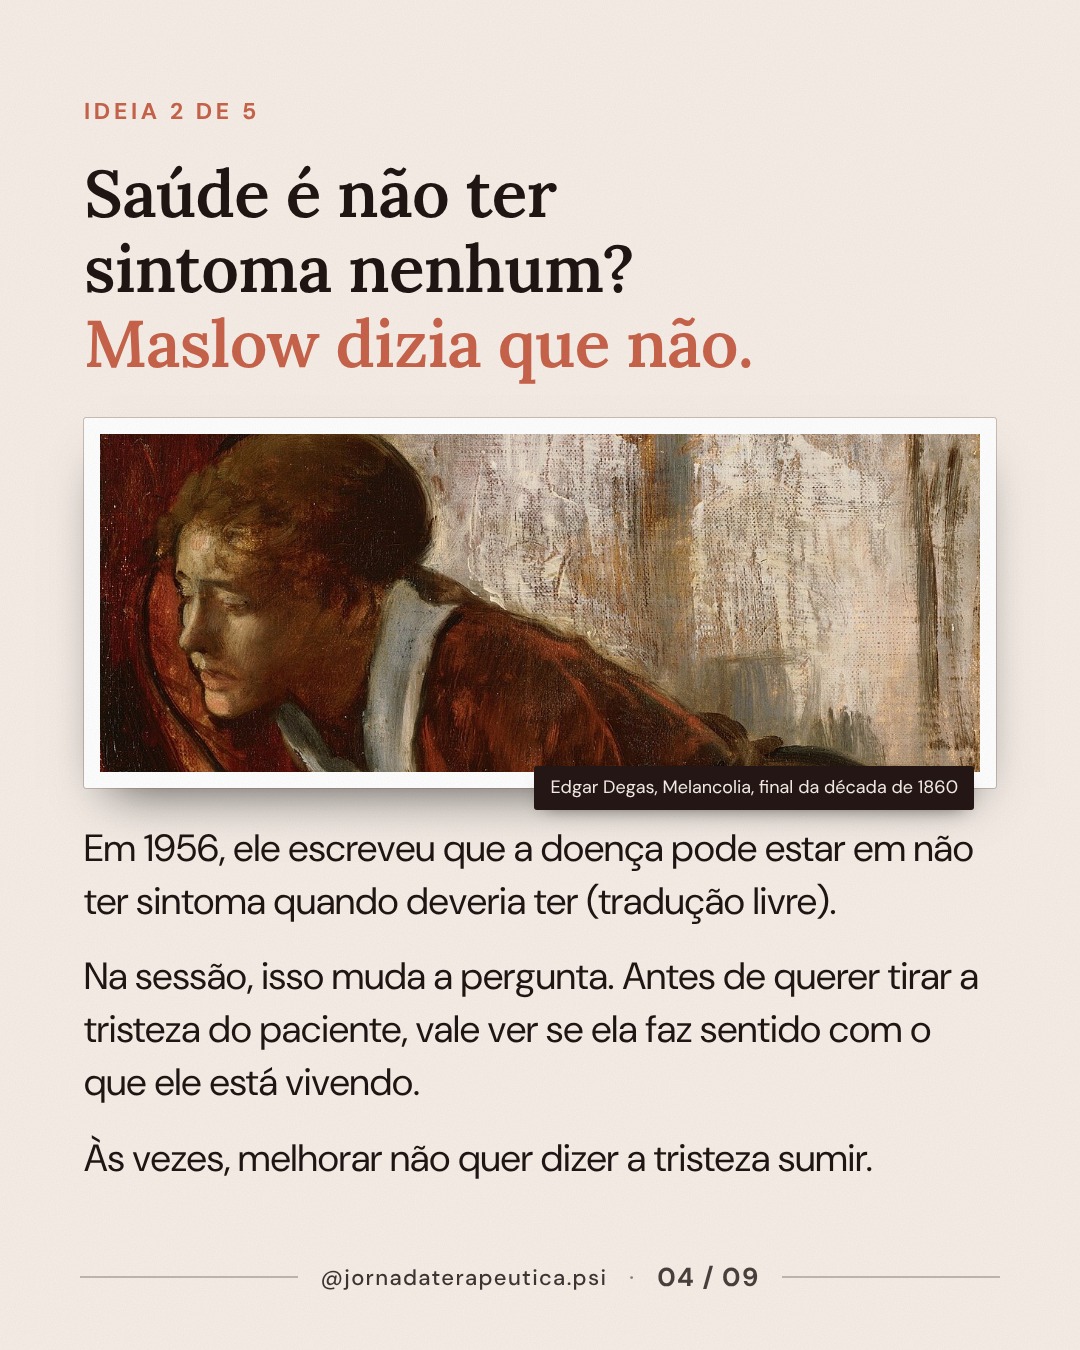 IDEIA 2 DE 5
Saúde é não ter
sintoma nenhum?
Maslow dizia que não.
Edgar Degas, Melancolia, final da década de 1860
Em 1956, ele escreveu que a doença pode estar em não
ter sintoma quando deveria ter (tradução livre).
Na sessão, isso muda a pergunta. Antes de querer tirar a
tristeza do paciente, vale ver se ela faz sentido com o
que ele está vivendo.
Às vezes, melhorar não quer dizer a tristeza sumir.
@jornadaterapeutica.psi · 04 / 09